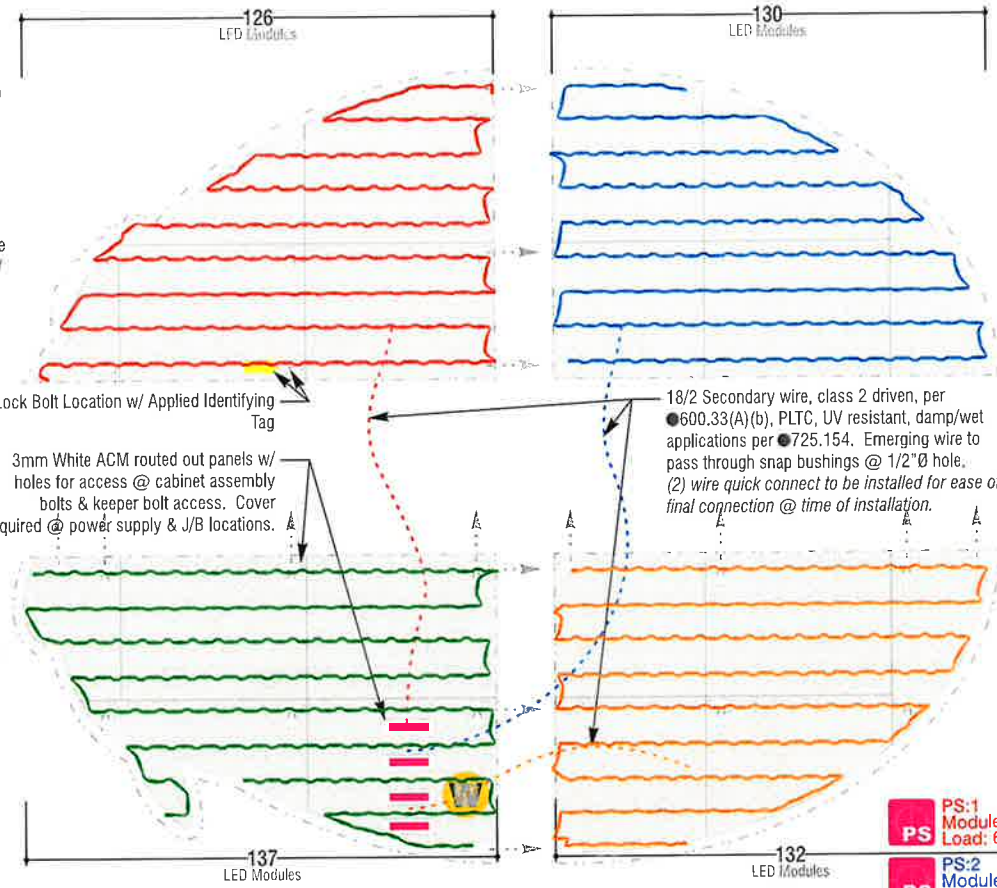 126
LED Modules
130
LED Modules
Lock Bolt Location w/ Applied Identifying
Tag
3mm White ACM routed out panels w/
holes for access @ cabinet assembly
bolts & keeper bolt access. Cover
@ power supply & J/B locations.
18/2 Secondary wire, class 2 driven, per
●600.33(A)(b), PLTC, UV resistant, damp/wet
applications per ●725.154. Emerging wire to
pass through snap bushings @ 1/2"Ø hole.
(2) wire quick connect to be installed for ease
final connection @ time of installation.
W
137
LED Modules
132
LED Modules
PS
PS:1
Module
Load: 6
PS:2
Module